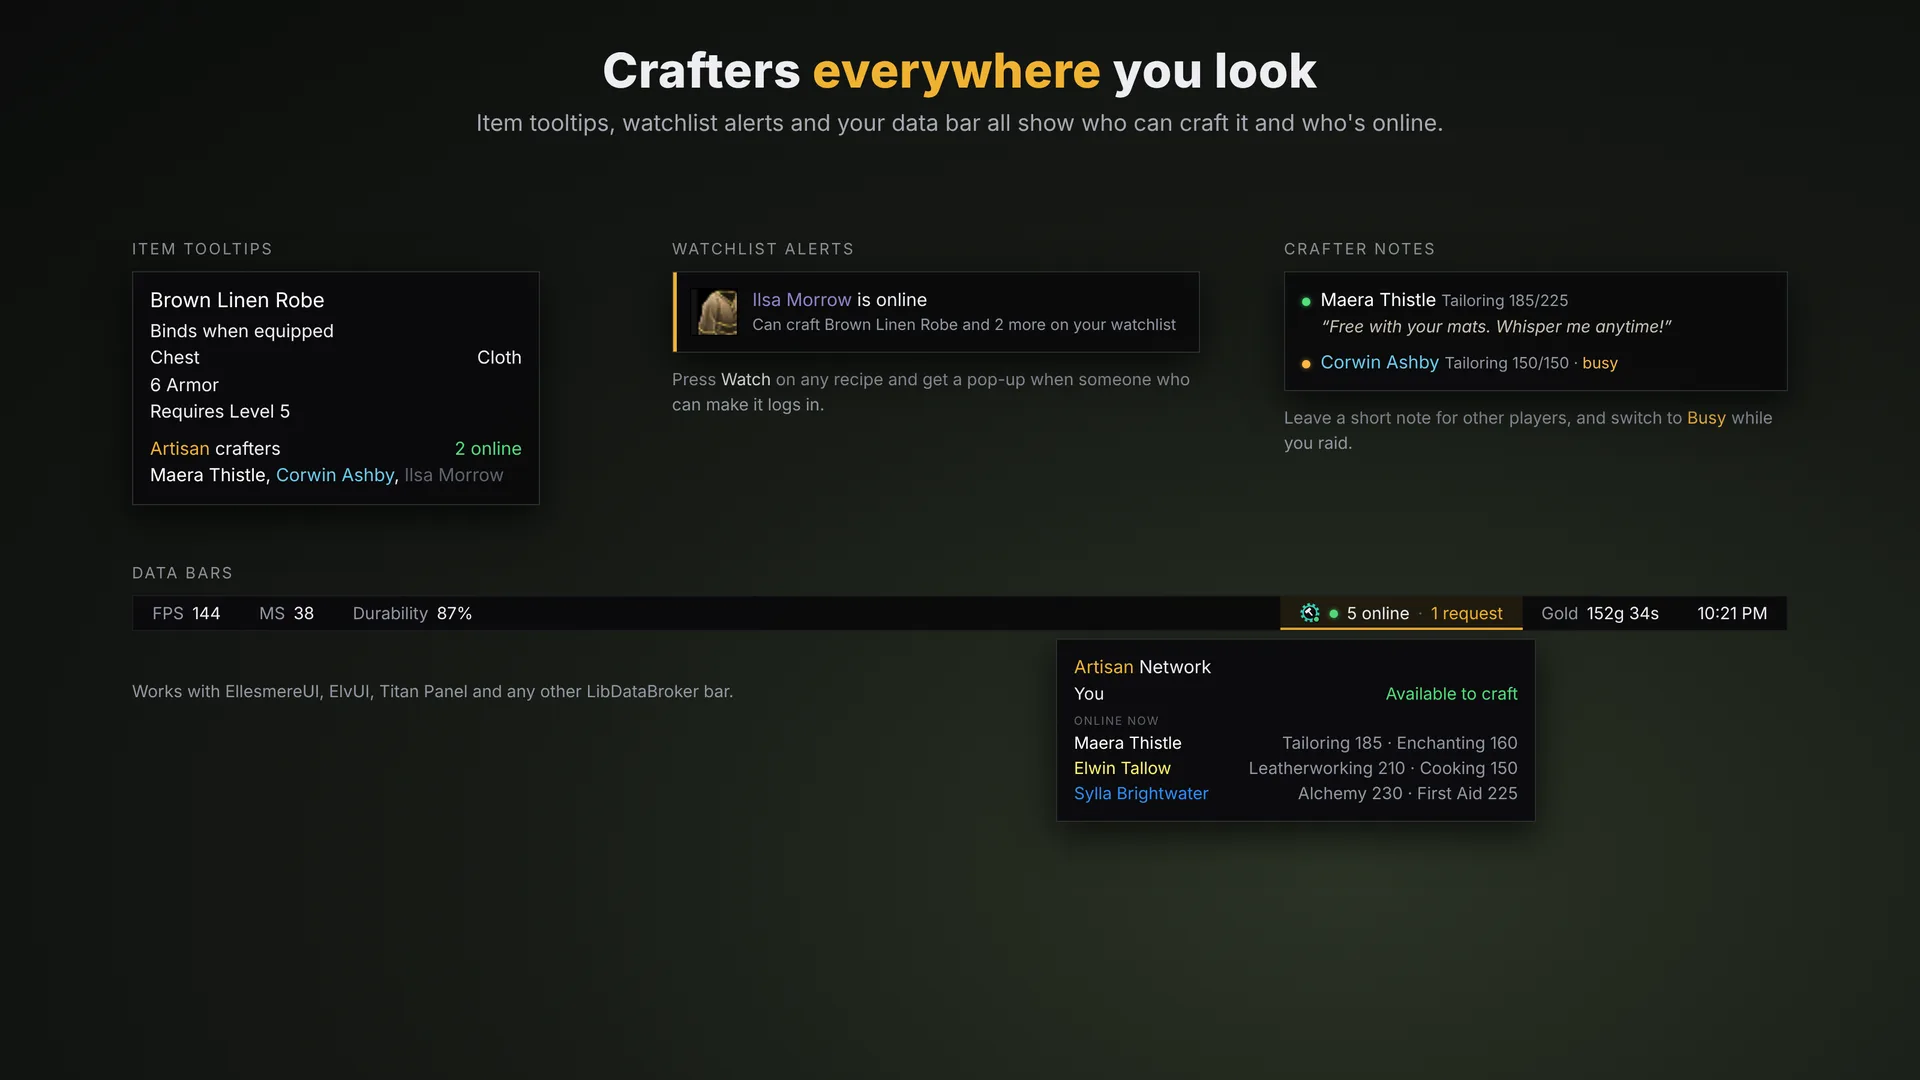 Crafters everywhere you look
Item tooltips, watchlist alerts and your data bar all show who can craft it and who's online.
ITEM TOOLTIPS
Brown Linen Robe
Binds when equipped
Chest Cloth
6 Armor
Requires Level 5
Artisan crafters 2 online
Maera Thistle, Corwin Ashby, Ilsa Morrow
WATCHLIST ALERTS
Ilsa Morrow is online
Can craft Brown Linen Robe and 2 more on your watchlist
Press Watch on any recipe and get a pop-up when someone who
can make it logs in.
CRAFTER NOTES
Maera Thistle Tailoring 185/225
“Free with your mats. Whisper me anytime!”
Corwin Ashby Tailoring 150/150 · busy
Leave a short note for other players, and switch to Busy while
you raid.
DATA BARS
FPS 144 MS 38 Durability 87% 5 online · 1 request Gold 152g 34s 10:21 PM
Works with EllesmereUI, ElvUI, Titan Panel and any other LibDataBroker bar.
Artisan Network
You Available to craft
ONLINE NOW
Maera Thistle Tailoring 185 · Enchanting 160
Elwin Tallow Leatherworking 210 · Cooking 150
Sylla Brightwater Alchemy 230 · First Aid 225